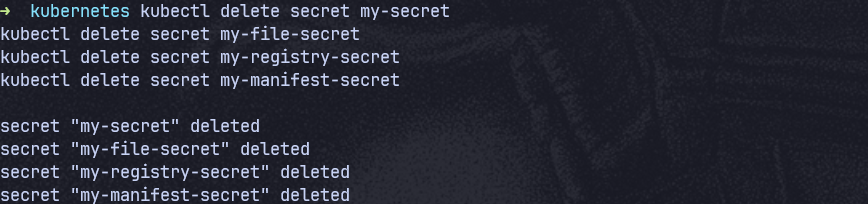 ➜  kubernetes kubectl delete secret my-secret
kubectl delete secret my-file-secret
kubectl delete secret my-registry-secret
kubectl delete secret my-manifest-secret
secret "my-secret" deleted
secret "my-file-secret" deleted
secret "my-registry-secret" deleted
secret "my-manifest-secret" deleted